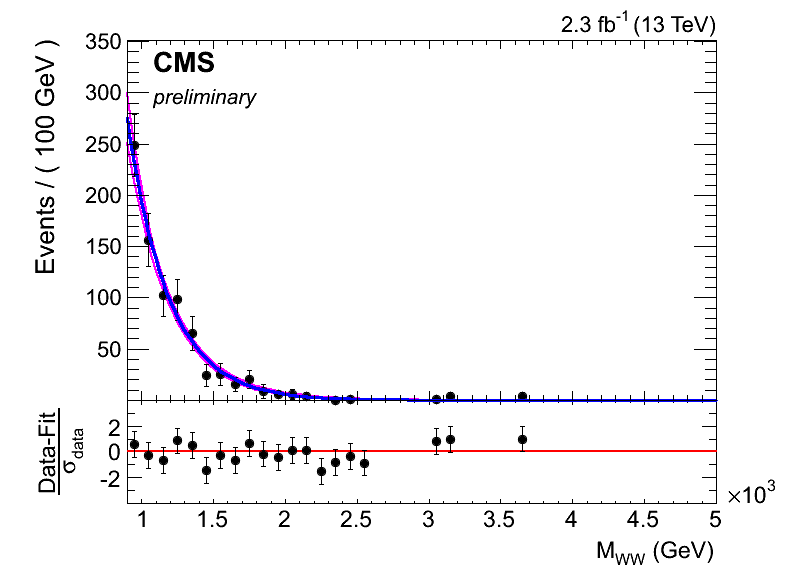 2.3 fb⁻¹ (13 TeV)
CMS
preliminary
Events / ( 100 GeV )
350
300
250
200
150
100
50
Data-Fit
σdata
2
0
-2
×10³
1 1.5 2 2.5 3 3.5 4 4.5 5
M_WW (GeV)